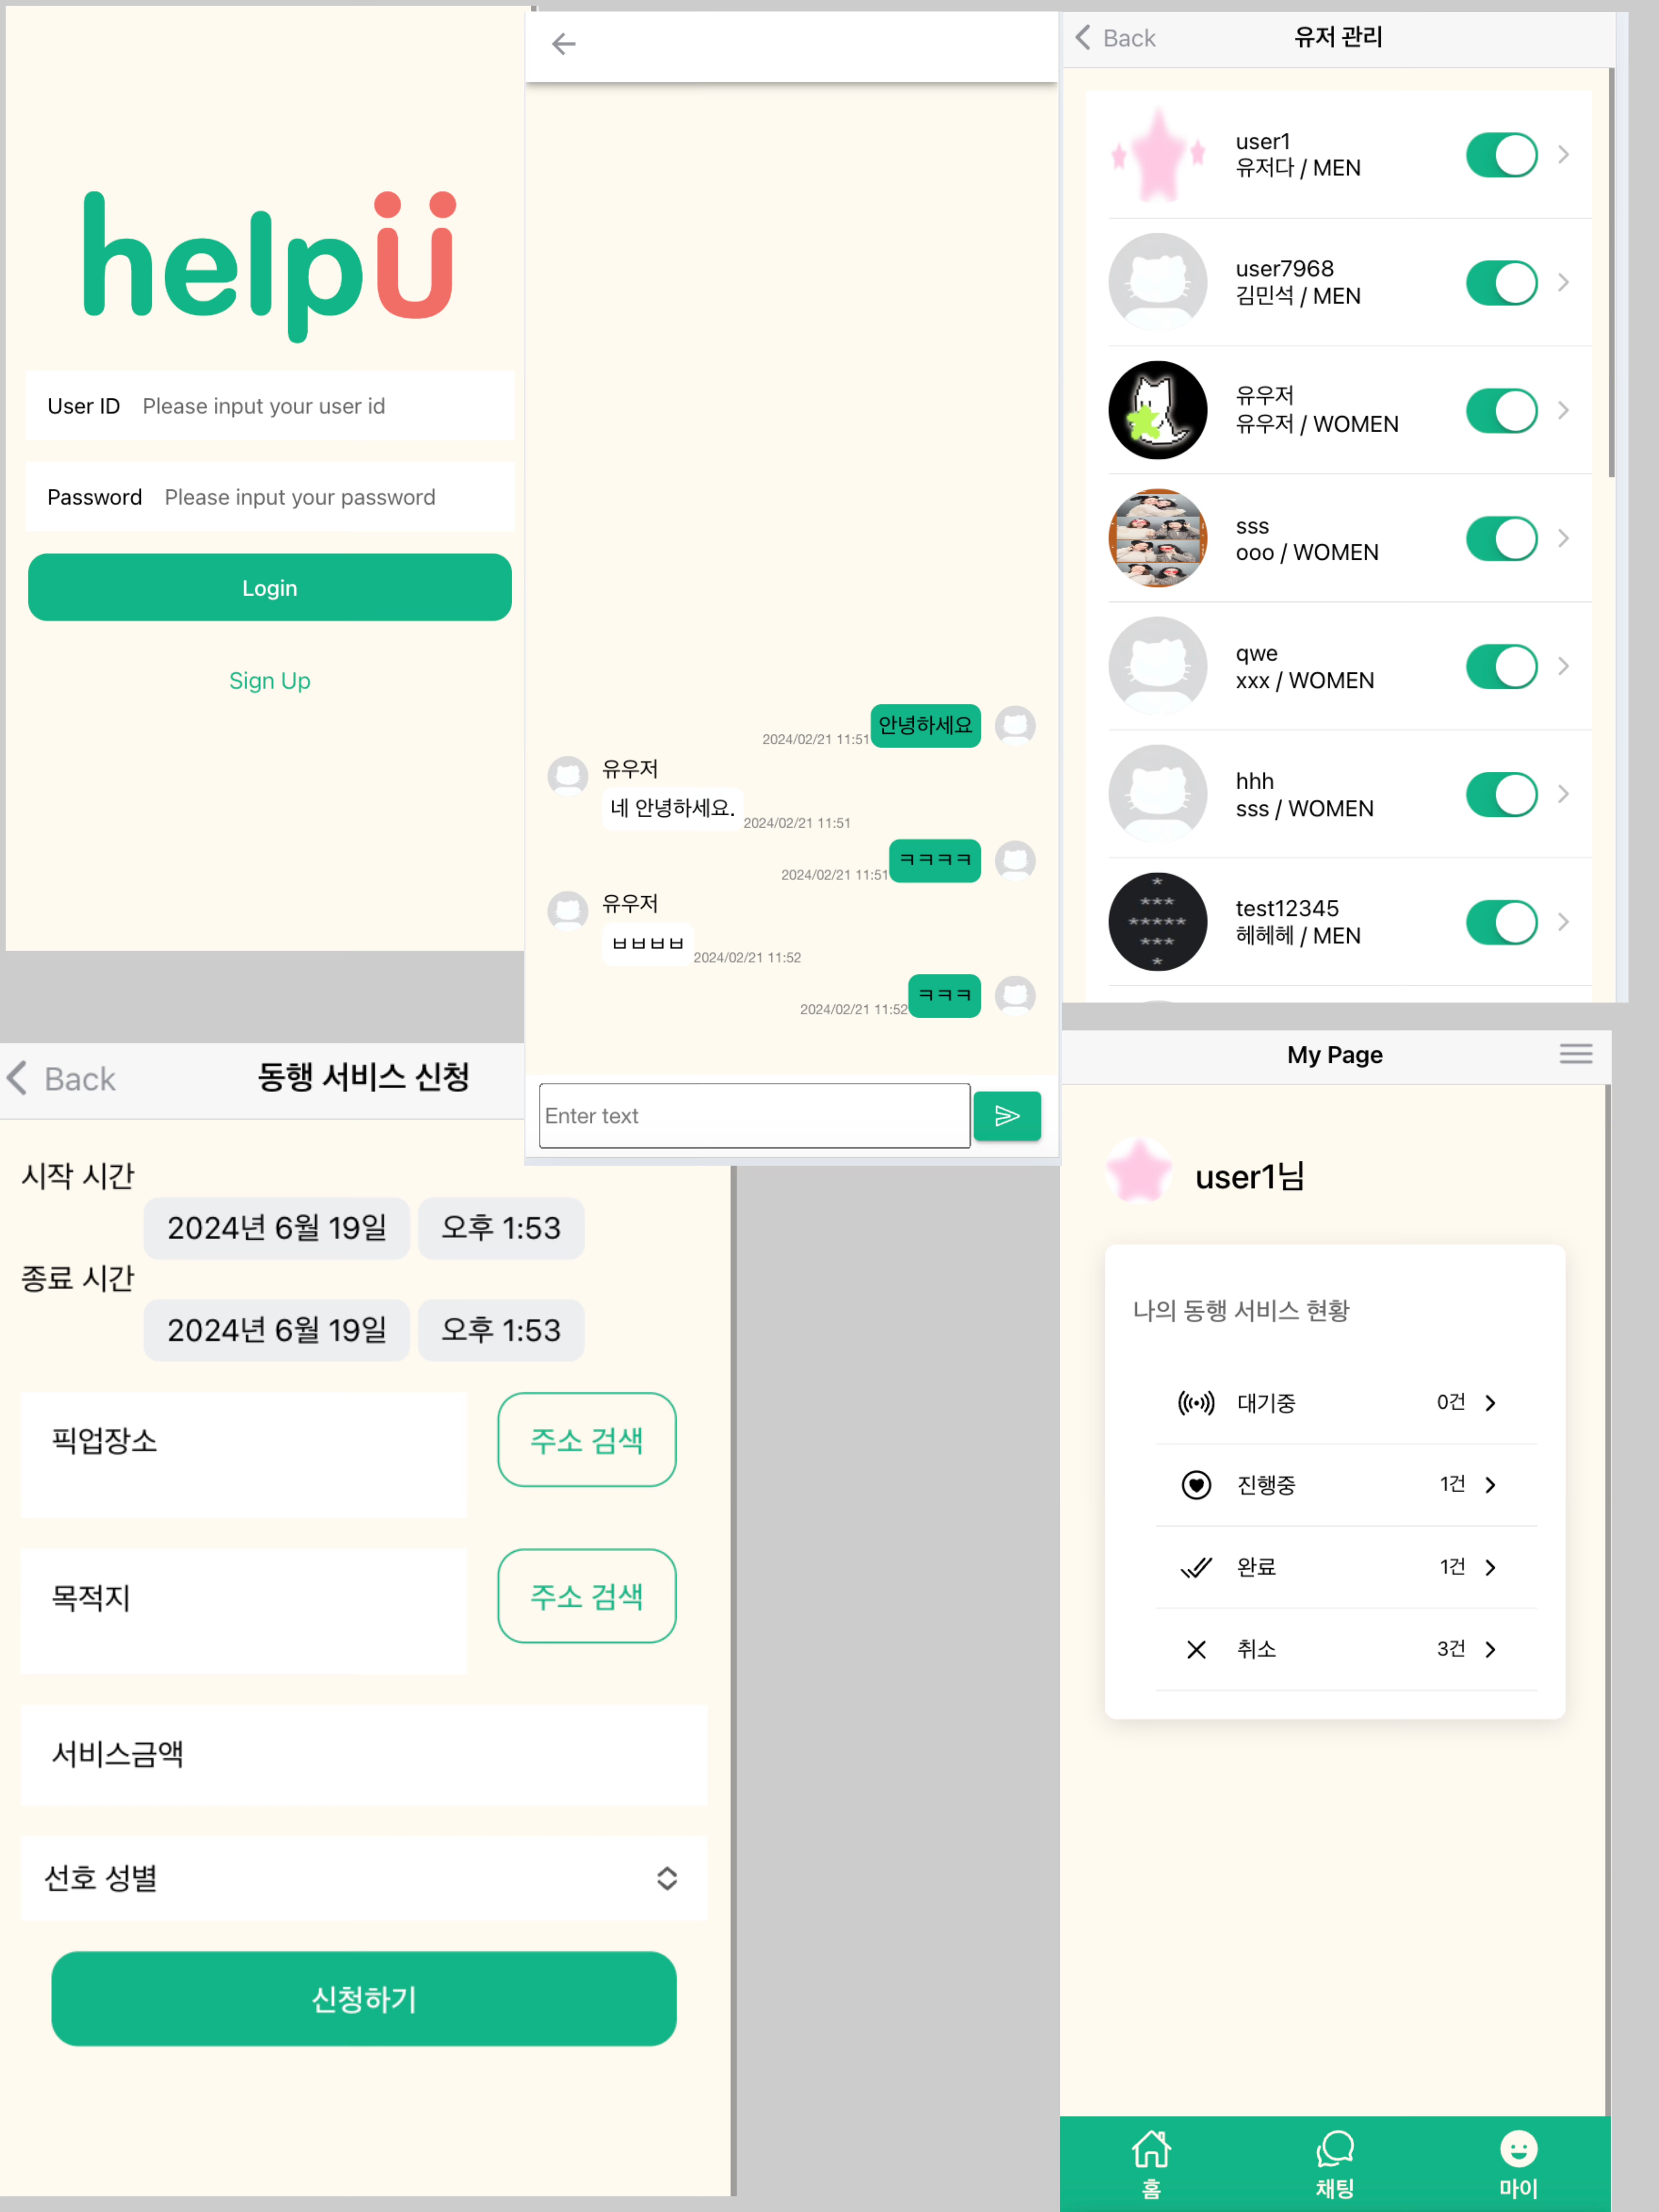 helpü
User ID Please input your user id
Password Please input your password
Login
Sign Up
안녕하세요
2024/02/21 11:51
유우저
네 안녕하세요.
2024/02/21 11:51
ㅋㅋㅋㅋ
2024/02/21 11:51
유우저
ㅂㅂㅂㅂ
2024/02/21 11:52
ㅋㅋㅋ
2024/02/21 11:52
Enter text
Back 유저 관리
user1
유저다 / MEN
user7968
김민석 / MEN
유우저
유우저 / WOMEN
sss
ooo / WOMEN
qwe
xxx / WOMEN
hhh
sss / WOMEN
test12345
헤헤헤 / MEN
Back 동행 서비스 신청
시작 시간
2024년 6월 19일 오후 1:53
종료 시간
2024년 6월 19일 오후 1:53
픽업장소 주소 검색
목적지 주소 검색
서비스금액
선호 성별
신청하기
My Page
user1님
나의 동행 서비스 현황
대기중 0건
진행중 1건
완료 1건
취소 3건
홈 채팅 마이